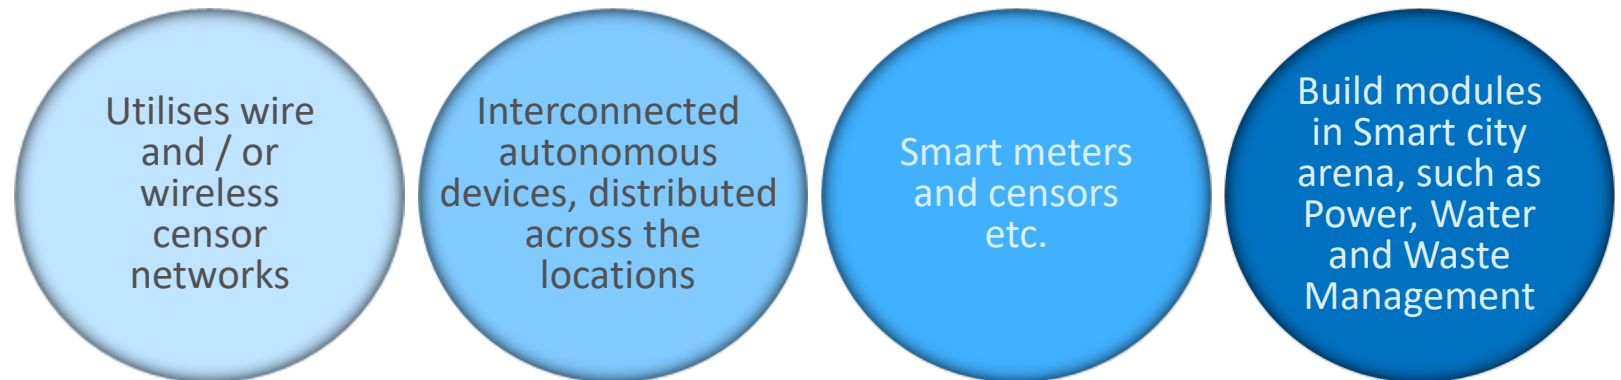 Utilises wire
and / or
wireless
censor
networks
Interconnected
autonomous
devices, distributed
across the
locations
Smart meters
and censors
etc.
Build modules
in Smart city
arena, such as
Power, Water
and Waste
Management